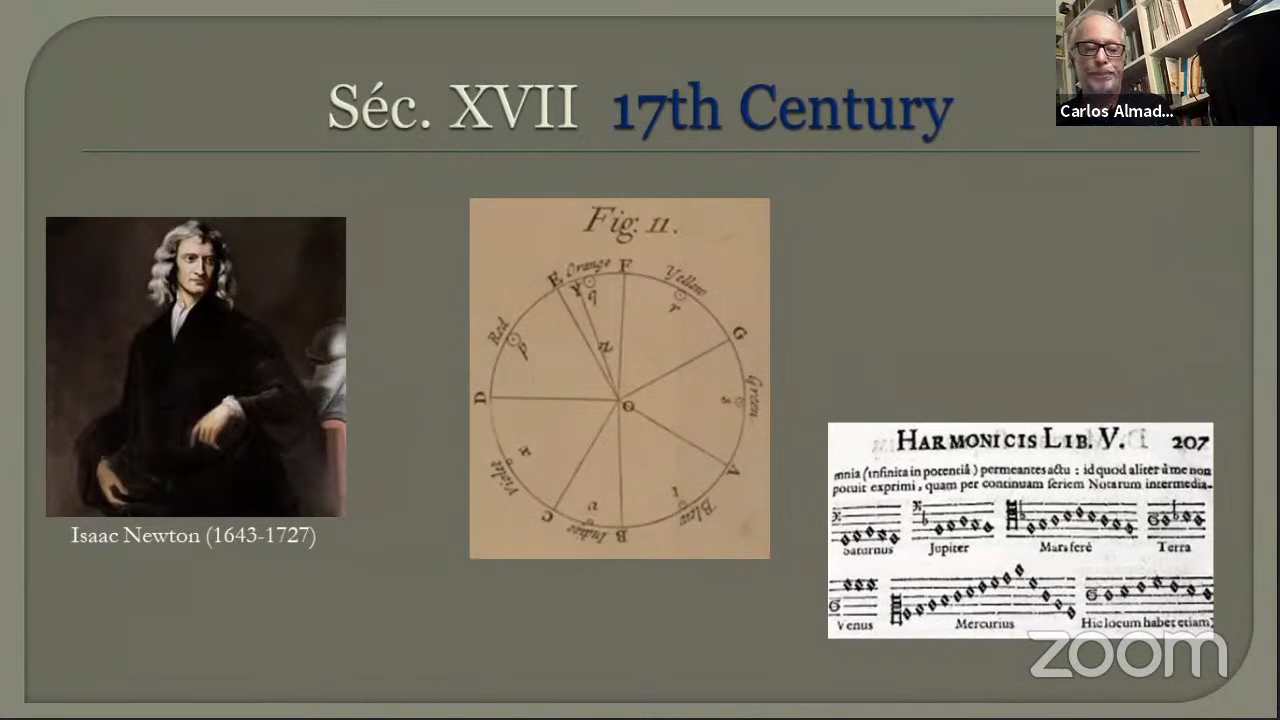 Séc. XVII 17th Century
Carlos Almad...
Isaac Newton (1643-1727)
Fig. 11.
E Orange F Yellow
y q r
Red p n G
D O s Green
x A
Violet t Blew
C v Indico B
HARMONICIS LIB. V. 207
mnia (infinita in potentiâ) permeantes actu : id quod aliter à me non
potuit exprimi, quam per continuam seriem Notarum intermedia-
Saturnus Jupiter Mars ferè Terra
Venus Mercurius Hic locum habet etiam
zoom